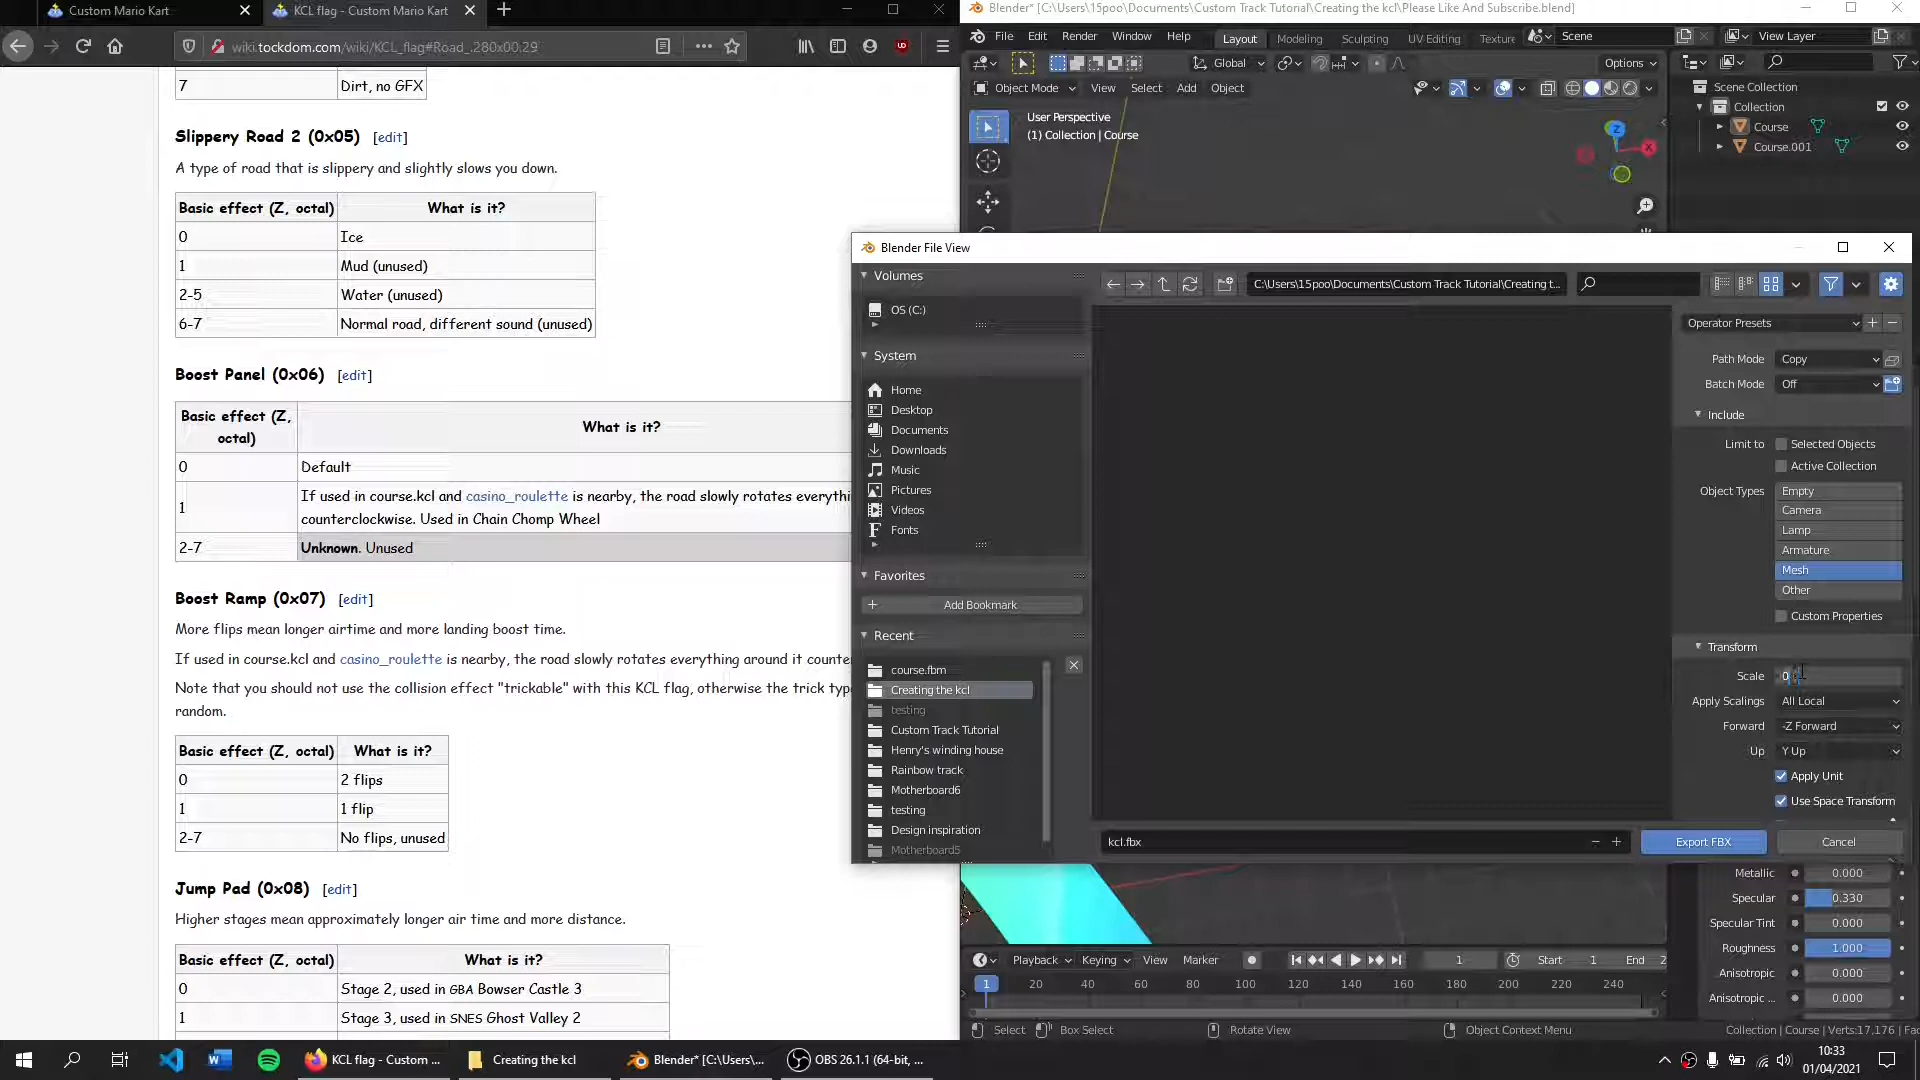 Custom Mario Kart
KCL flag - Custom Mario Kart
wiki.tockdom.com/wiki/KCL_flag#Road_.280x00.29
7 Dirt, no GFX
Slippery Road 2 (0x05) [edit]
A type of road that is slippery and slightly slows you down.
Basic effect (Z, octal) What is it?
0 Ice
1 Mud (unused)
2-5 Water (unused)
6-7 Normal road, different sound (unused)
Boost Panel (0x06) [edit]
Basic effect (Z, octal) What is it?
0 Default
1 If used in course.kcl and casino_roulette is nearby, the road slowly rotates everythi
counterclockwise. Used in Chain Chomp Wheel
2-7 Unknown. Unused
Boost Ramp (0x07) [edit]
More flips mean longer airtime and more landing boost time.
If used in course.kcl and casino_roulette is nearby, the road slowly rotates everything around it counte
Note that you should not use the collision effect "trickable" with this KCL flag, otherwise the trick typ
random.
Basic effect (Z, octal) What is it?
0 2 flips
1 1 flip
2-7 No flips, unused
Jump Pad (0x08) [edit]
Higher stages mean approximately longer air time and more distance.
Basic effect (Z, octal) What is it?
0 Stage 2, used in GBA Bowser Castle 3
1 Stage 3, used in SNES Ghost Valley 2
Blender* [C:\Users\15poo\Documents\Custom Track Tutorial\Creating the kcl\Please Like And Subscribe.blend]
File Edit Render Window Help Layout Modeling Sculpting UV Editing Texture Scene View Layer
Global Options
Object Mode View Select Add Object
User Perspective
(1) Collection | Course
Z
X
Scene Collection
Collection
Course
Course.001
Blender File View
Volumes
OS (C:)
System
Home
Desktop
Documents
Downloads
Music
Pictures
Videos
Fonts
Favorites
Add Bookmark
Recent
course.fbm
Creating the kcl
testing
Custom Track Tutorial
Henry's winding house
Rainbow track
Motherboard6
testing
Design inspiration
Motherboard5
C:\Users\15poo\Documents\Custom Track Tutorial\Creating t...
Operator Presets
Path Mode Copy
Batch Mode Off
Include
Limit to Selected Objects
Active Collection
Object Types Empty
Camera
Lamp
Armature
Mesh
Other
Custom Properties
Transform
Scale 0
Apply Scalings All Local
Forward -Z Forward
Up Y Up
Apply Unit
Use Space Transform
kcl.fbx
Export FBX Cancel
Metallic 0.000
Specular 0.330
Specular Tint 0.000
Roughness 1.000
Anisotropic 0.000
Anisotropic ... 0.000
Playback Keying View Marker 1 Start 1 End 2
1 20 40 60 80 100 120 140 160 180 200 220 240
Select Box Select Rotate View Object Context Menu Collection | Course | Verts:17,176 | Fac
KCL flag - Custom ... Creating the kcl Blender* [C:\Users\... OBS 26.1.1 (64-bit, ...
10:33
01/04/2021